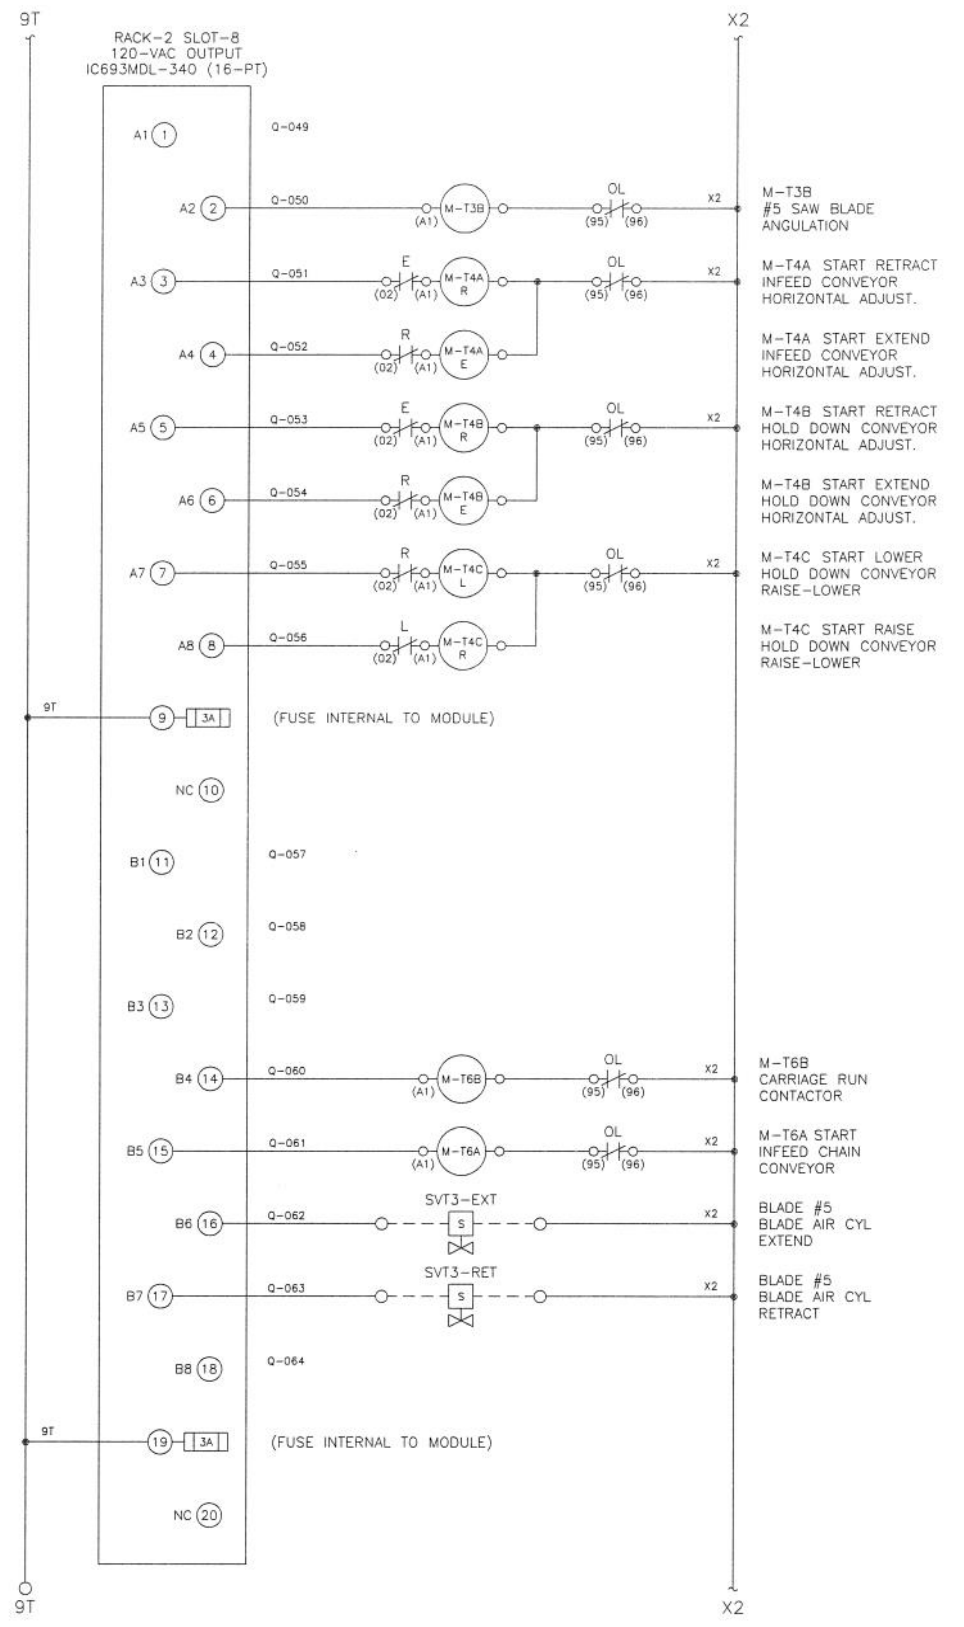 9T
X2
RACK-2 SLOT-8
120-VAC OUTPUT
IC693MDL-340 (16-PT)
A1 1 Q-049
A2 2 Q-050 (A1) M-T3B OL (95) (96) X2
M-T3B
#5 SAW BLADE
ANGULATION
A3 3 Q-051 E (02) (A1) M-T4A R OL (95) (96) X2
M-T4A START RETRACT
INFEED CONVEYOR
HORIZONTAL ADJUST.
A4 4 Q-052 R (02) (A1) M-T4A E
M-T4A START EXTEND
INFEED CONVEYOR
HORIZONTAL ADJUST.
A5 5 Q-053 E (02) (A1) M-T4B R OL (95) (96) X2
M-T4B START RETRACT
HOLD DOWN CONVEYOR
HORIZONTAL ADJUST.
A6 6 Q-054 R (02) (A1) M-T4B E
M-T4B START EXTEND
HOLD DOWN CONVEYOR
HORIZONTAL ADJUST.
A7 7 Q-055 R (02) (A1) M-T4C L OL (95) (96) X2
M-T4C START LOWER
HOLD DOWN CONVEYOR
RAISE-LOWER
A8 8 Q-056 L (02) (A1) M-T4C R
M-T4C START RAISE
HOLD DOWN CONVEYOR
RAISE-LOWER
9T 9 3A (FUSE INTERNAL TO MODULE)
NC 10
B1 11 Q-057
B2 12 Q-058
B3 13 Q-059
B4 14 Q-060 (A1) M-T6B OL (95) (96) X2
M-T6B
CARRIAGE RUN
CONTACTOR
B5 15 Q-061 (A1) M-T6A OL (95) (96) X2
M-T6A START
INFEED CHAIN
CONVEYOR
SVT3-EXT
B6 16 Q-062 S X2
BLADE #5
BLADE AIR CYL
EXTEND
SVT3-RET
B7 17 Q-063 S X2
BLADE #5
BLADE AIR CYL
RETRACT
B8 18 Q-064
9T 19 3A (FUSE INTERNAL TO MODULE)
NC 20
9T
X2